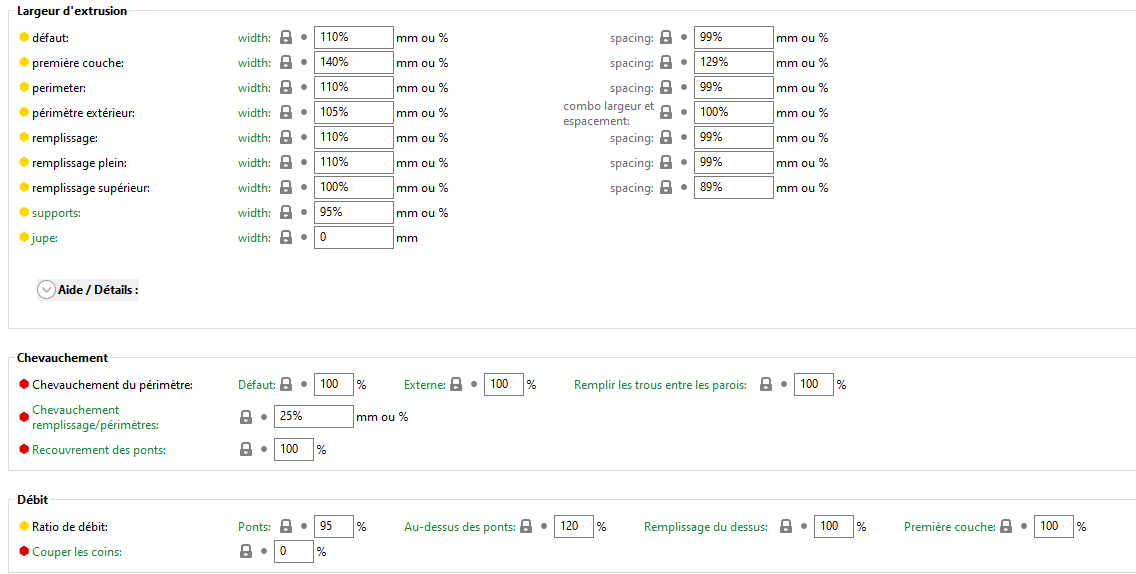 Largeur d'extrusion
défaut: width: 110% mm ou % spacing: 99% mm ou %
première couche: width: 140% mm ou % spacing: 129% mm ou %
perimeter: width: 110% mm ou % spacing: 99% mm ou %
périmètre extérieur: width: 105% mm ou % combo largeur et espacement: 100% mm ou %
remplissage: width: 110% mm ou % spacing: 99% mm ou %
remplissage plein: width: 110% mm ou % spacing: 99% mm ou %
remplissage supérieur: width: 100% mm ou % spacing: 89% mm ou %
supports: width: 95% mm ou %
jupe: width: 0 mm
Aide / Détails :
Chevauchement
Chevauchement du périmètre: Défaut: 100 % Externe: 100 % Remplir les trous entre les parois: 100 %
Chevauchement
remplissage/périmètres: 25% mm ou %
Recouvrement des ponts: 100 %
Débit
Ratio de débit: Ponts: 95 % Au-dessus des ponts: 120 % Remplissage du dessus: 100 % Première couche: 100 %
Couper les coins: 0 %